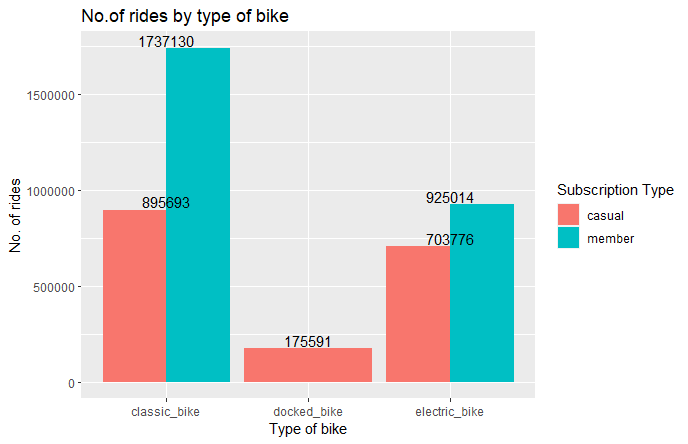 No.of rides by type of bike
No. of rides
1500000
1000000
500000
0
1737130
895693
175591
925014
703776
classic_bike
docked_bike
electric_bike
Type of bike
Subscription Type
casual
member